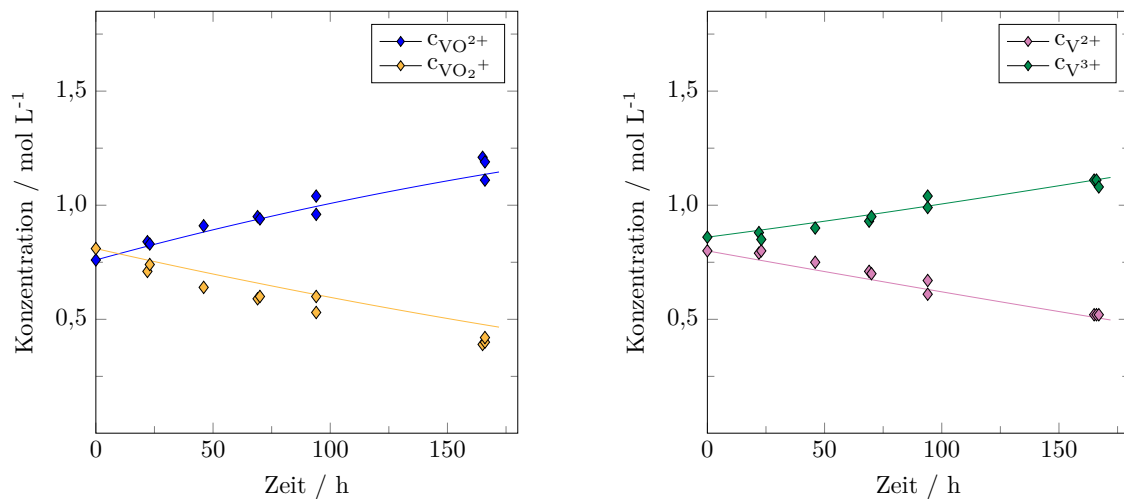 c_VO²⁺
c_VO₂⁺
1,5
1,0
0,5
Konzentration / mol L⁻¹
0
50
100
150
Zeit / h
c_V²⁺
c_V³⁺
1,5
1,0
0,5
Konzentration / mol L⁻¹
0
50
100
150
Zeit / h